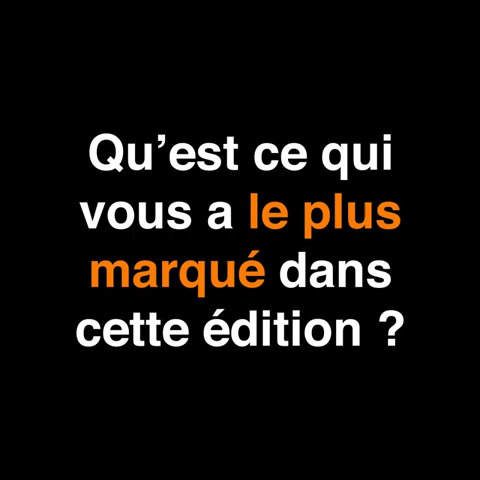 Qu’est ce qui
vous a le plus
marqué dans
cette édition ?